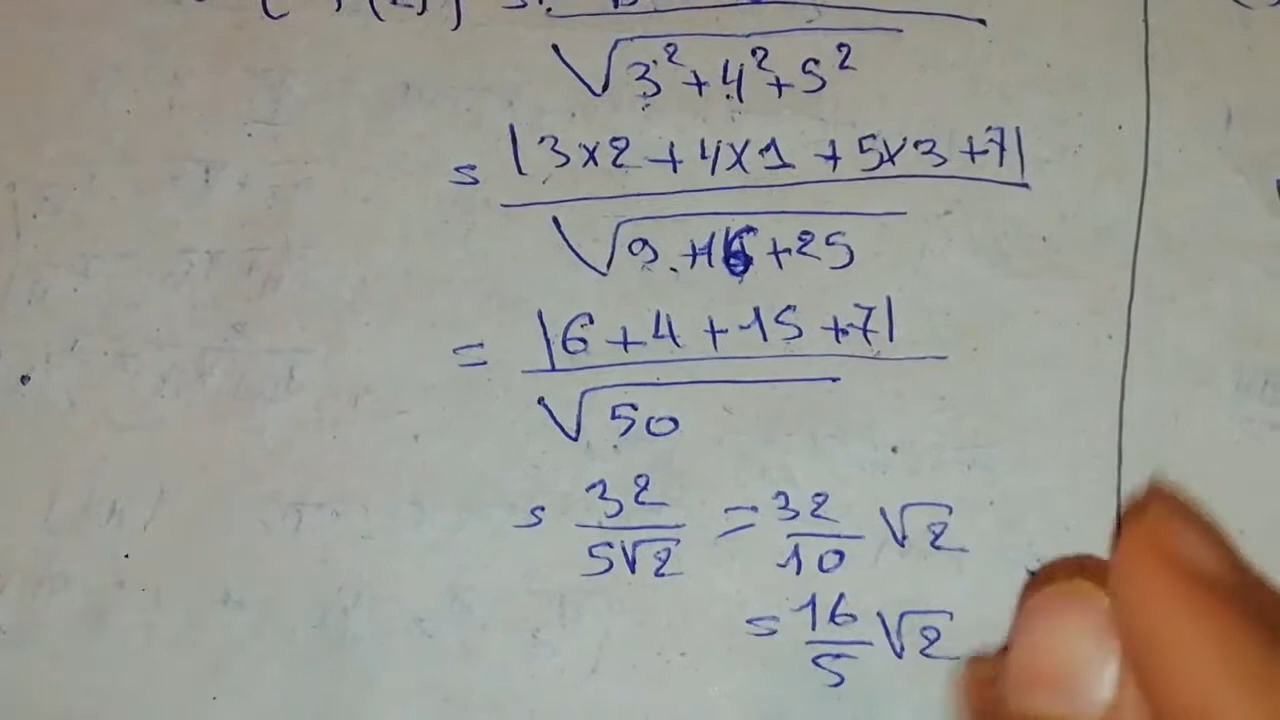 √3²+4²+5²
= |3×2+4×1+5×3+7|
√9+16+25
= |6+4+15+7|
√50
= 32/5√2 = 32/10 √2
= 16/5 √2